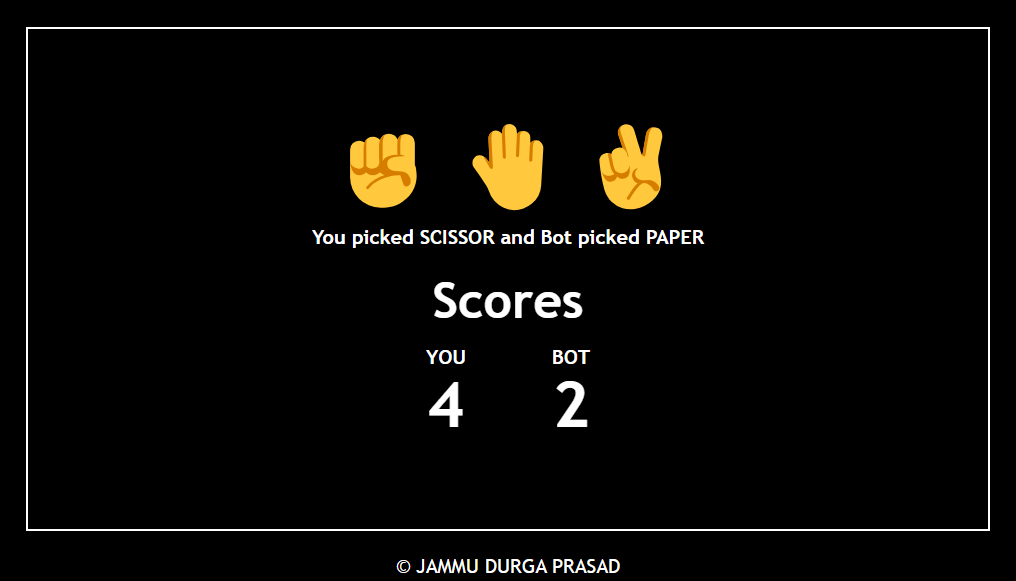 You picked SCISSOR and Bot picked PAPER
Scores
YOU BOT
4 2
© JAMMU DURGA PRASAD